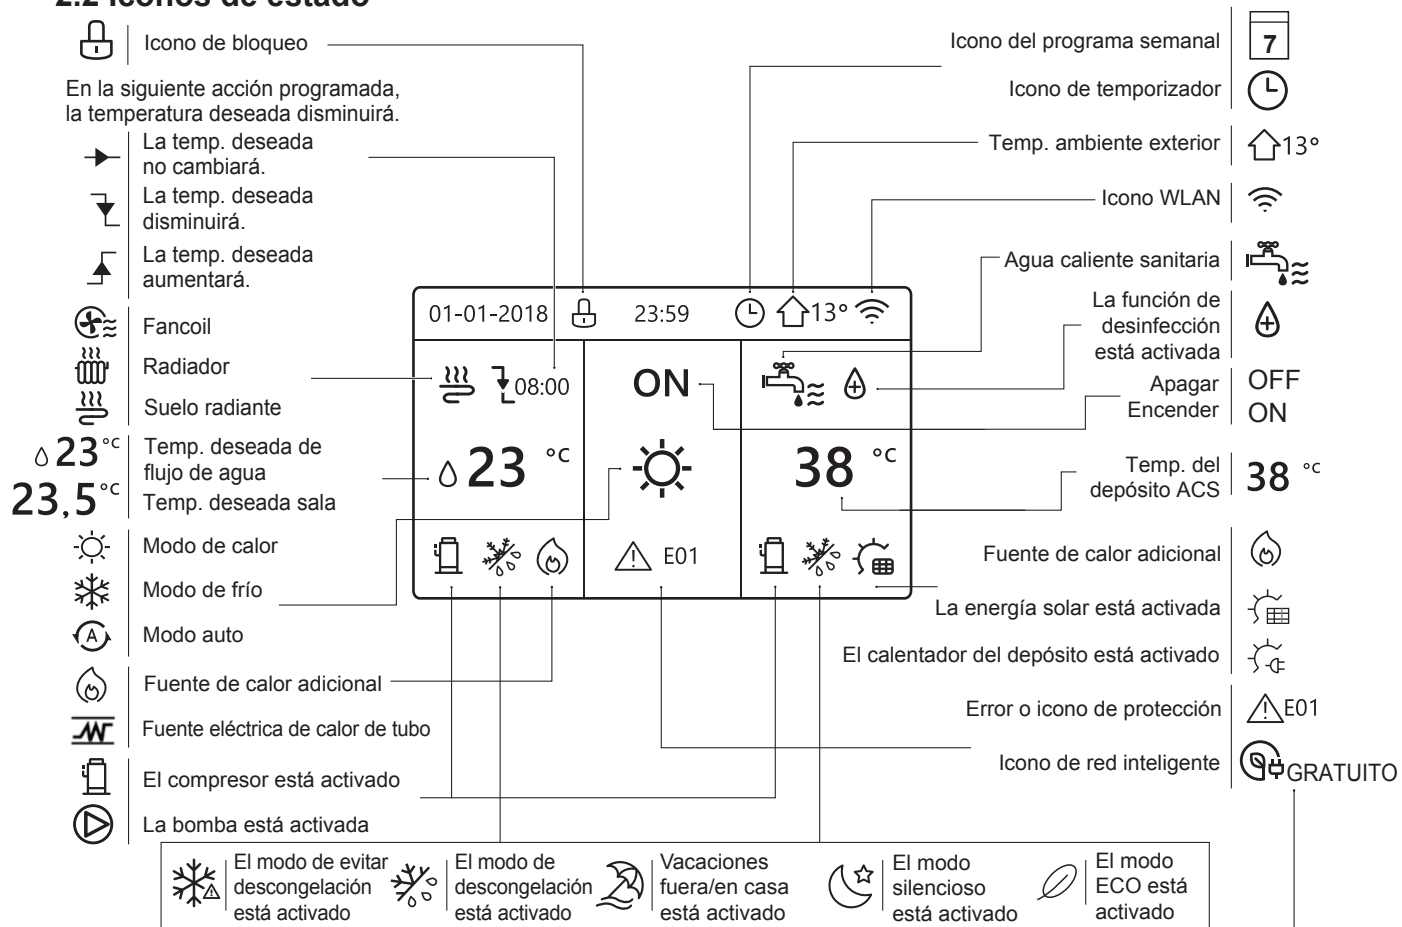 2.2 Iconos de estado
Icono de bloqueo
En la siguiente acción programada,
la temperatura deseada disminuirá.
La temp. deseada
no cambiará.
La temp. deseada
disminuirá.
La temp. deseada
aumentará.
Fancoil
Radiador
Suelo radiante
23°C
Temp. deseada de
flujo de agua
23,5°C
Temp. deseada sala
Modo de calor
Modo de frío
A
Modo auto
Fuente de calor adicional
Fuente eléctrica de calor de tubo
El compresor está activado
La bomba está activada
01-01-2018
23:59
13°
08:00
ON
23 °C
38 °C
E01
Icono del programa semanal
7
Icono de temporizador
Temp. ambiente exterior
13°
Icono WLAN
Agua caliente sanitaria
La función de
desinfección
está activada
Apagar
OFF
Encender
ON
Temp. del
depósito ACS
38 °C
Fuente de calor adicional
La energía solar está activada
El calentador del depósito está activado
Error o icono de protección
E01
Icono de red inteligente
GRATUITO
El modo de evitar
descongelación
está activado
El modo de
descongelación
está activado
Vacaciones
fuera/en casa
está activado
El modo
silencioso
está activado
El modo
ECO está
activado